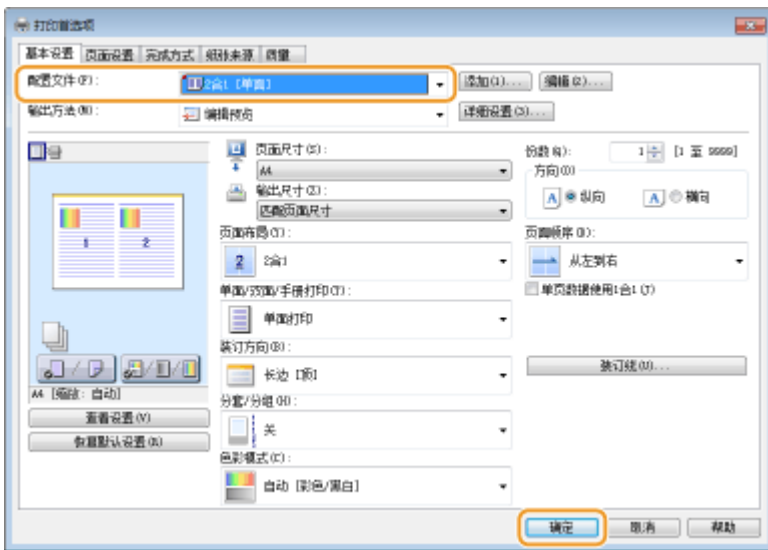 打印首选项
基本设置 页面设置 完成方式 纸张来源 质量
配置文件(F): 2合1 [单面] 添加(1)... 编辑(2)...
输出方法(M): 编辑预览 详细设置(3)...
页面尺寸(S):
A4
输出尺寸(Z):
匹配页面尺寸
份数(Q): 1 [1 至 9999]
方向(O)
A 纵向 A 横向
1 2
页面布局(Y):
2 2合1
页面顺序(D):
从左到右
单页数据使用1合1(J)
单面/双面/手册打印(T):
单面打印
装订方向(B):
长边 [顶]
装订线(U)...
A4 [缩放: 自动]
查看设置(V)
恢复默认设置(R)
分套/分组(H):
关
色彩模式(C):
自动 [彩色/黑白]
确定 取消 帮助